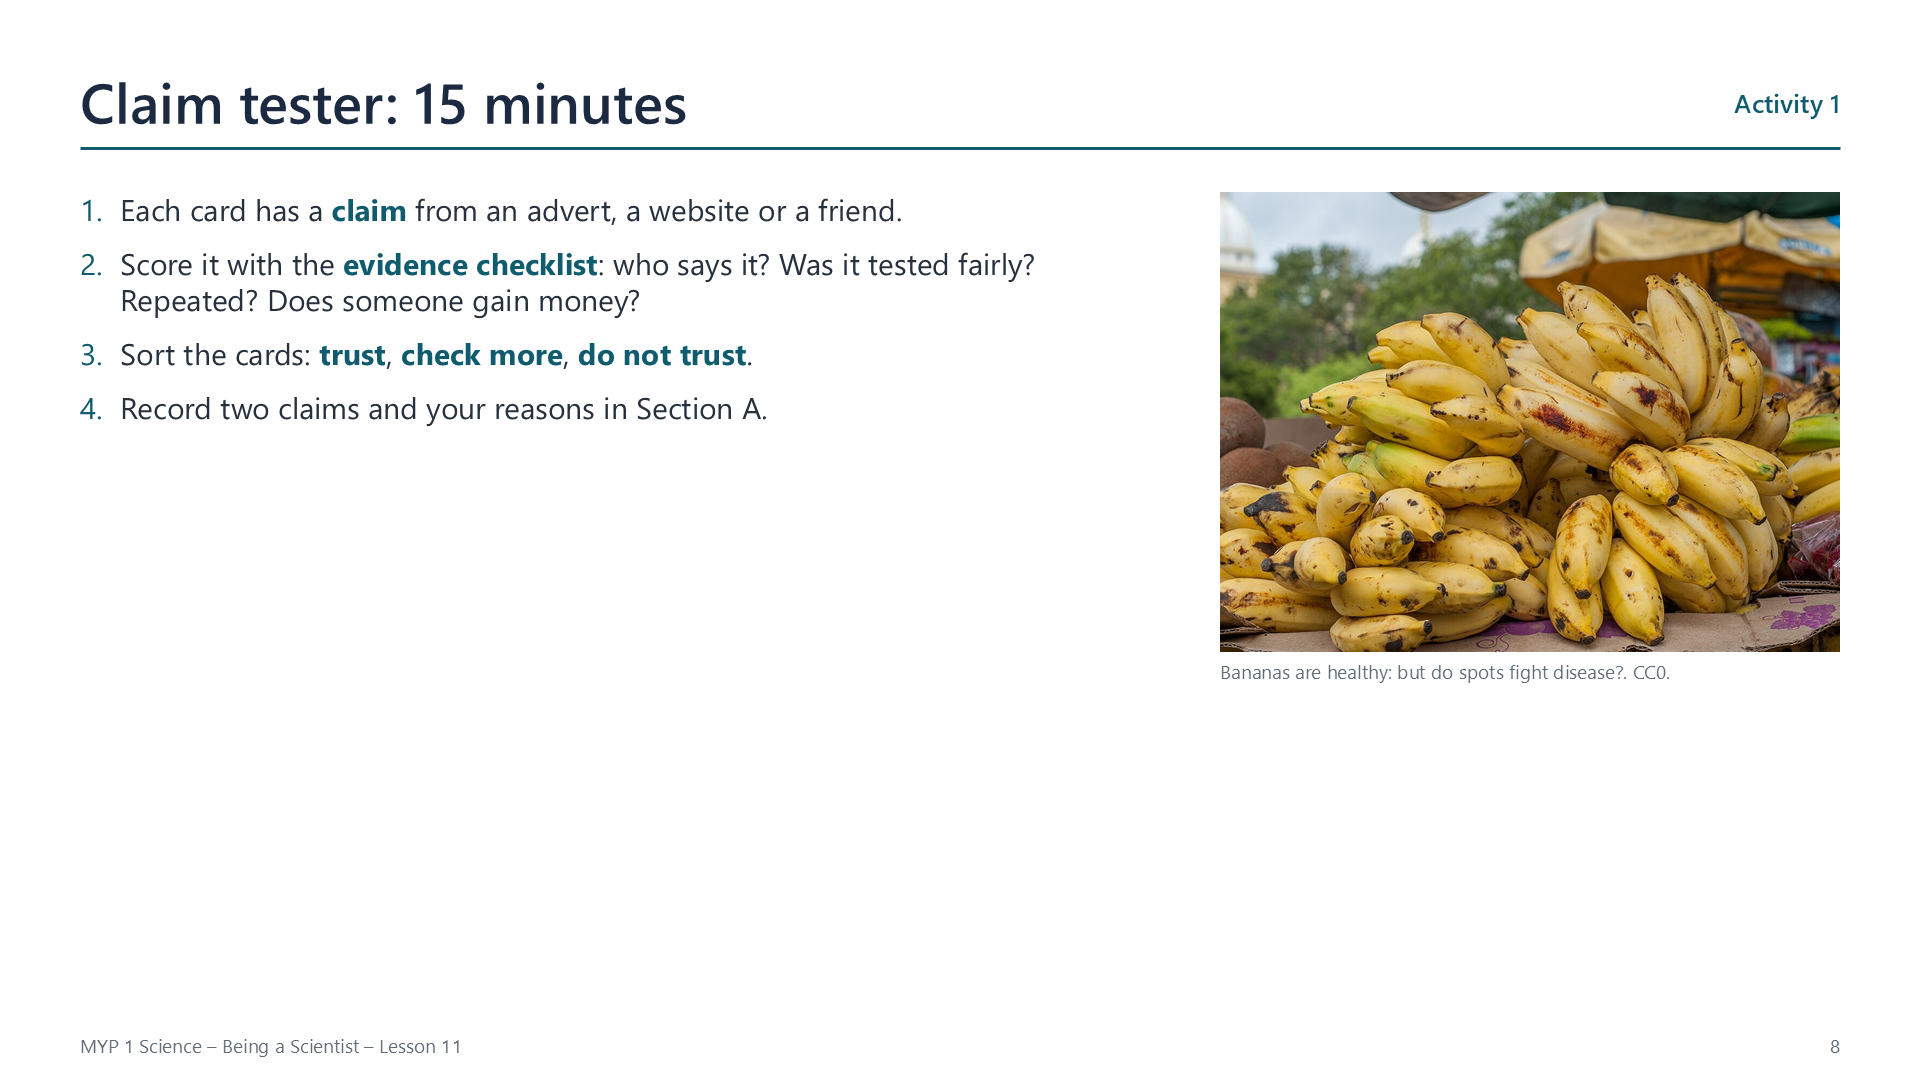 Claim tester: 15 minutes
Activity 1
1. Each card has a claim from an advert, a website or a friend.
2. Score it with the evidence checklist: who says it? Was it tested fairly?
Repeated? Does someone gain money?
3. Sort the cards: trust, check more, do not trust.
4. Record two claims and your reasons in Section A.
Bananas are healthy: but do spots fight disease?. CC0.
MYP 1 Science – Being a Scientist – Lesson 11
8